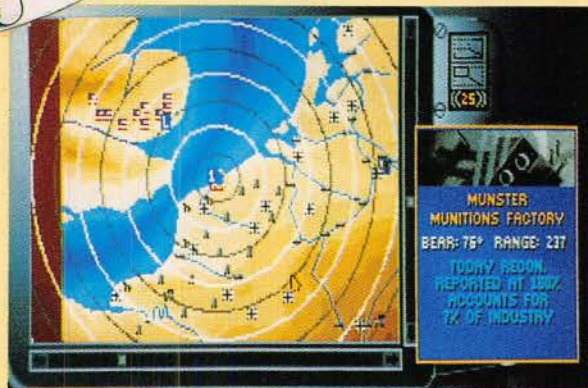 ((25))
MUNSTER
MUNITIONS FACTORY
BEAR: 76° RANGE: 237
TODAY RECON.
REPORTED AT 100%
ACCOUNTS FOR
7% OF INDUSTRY